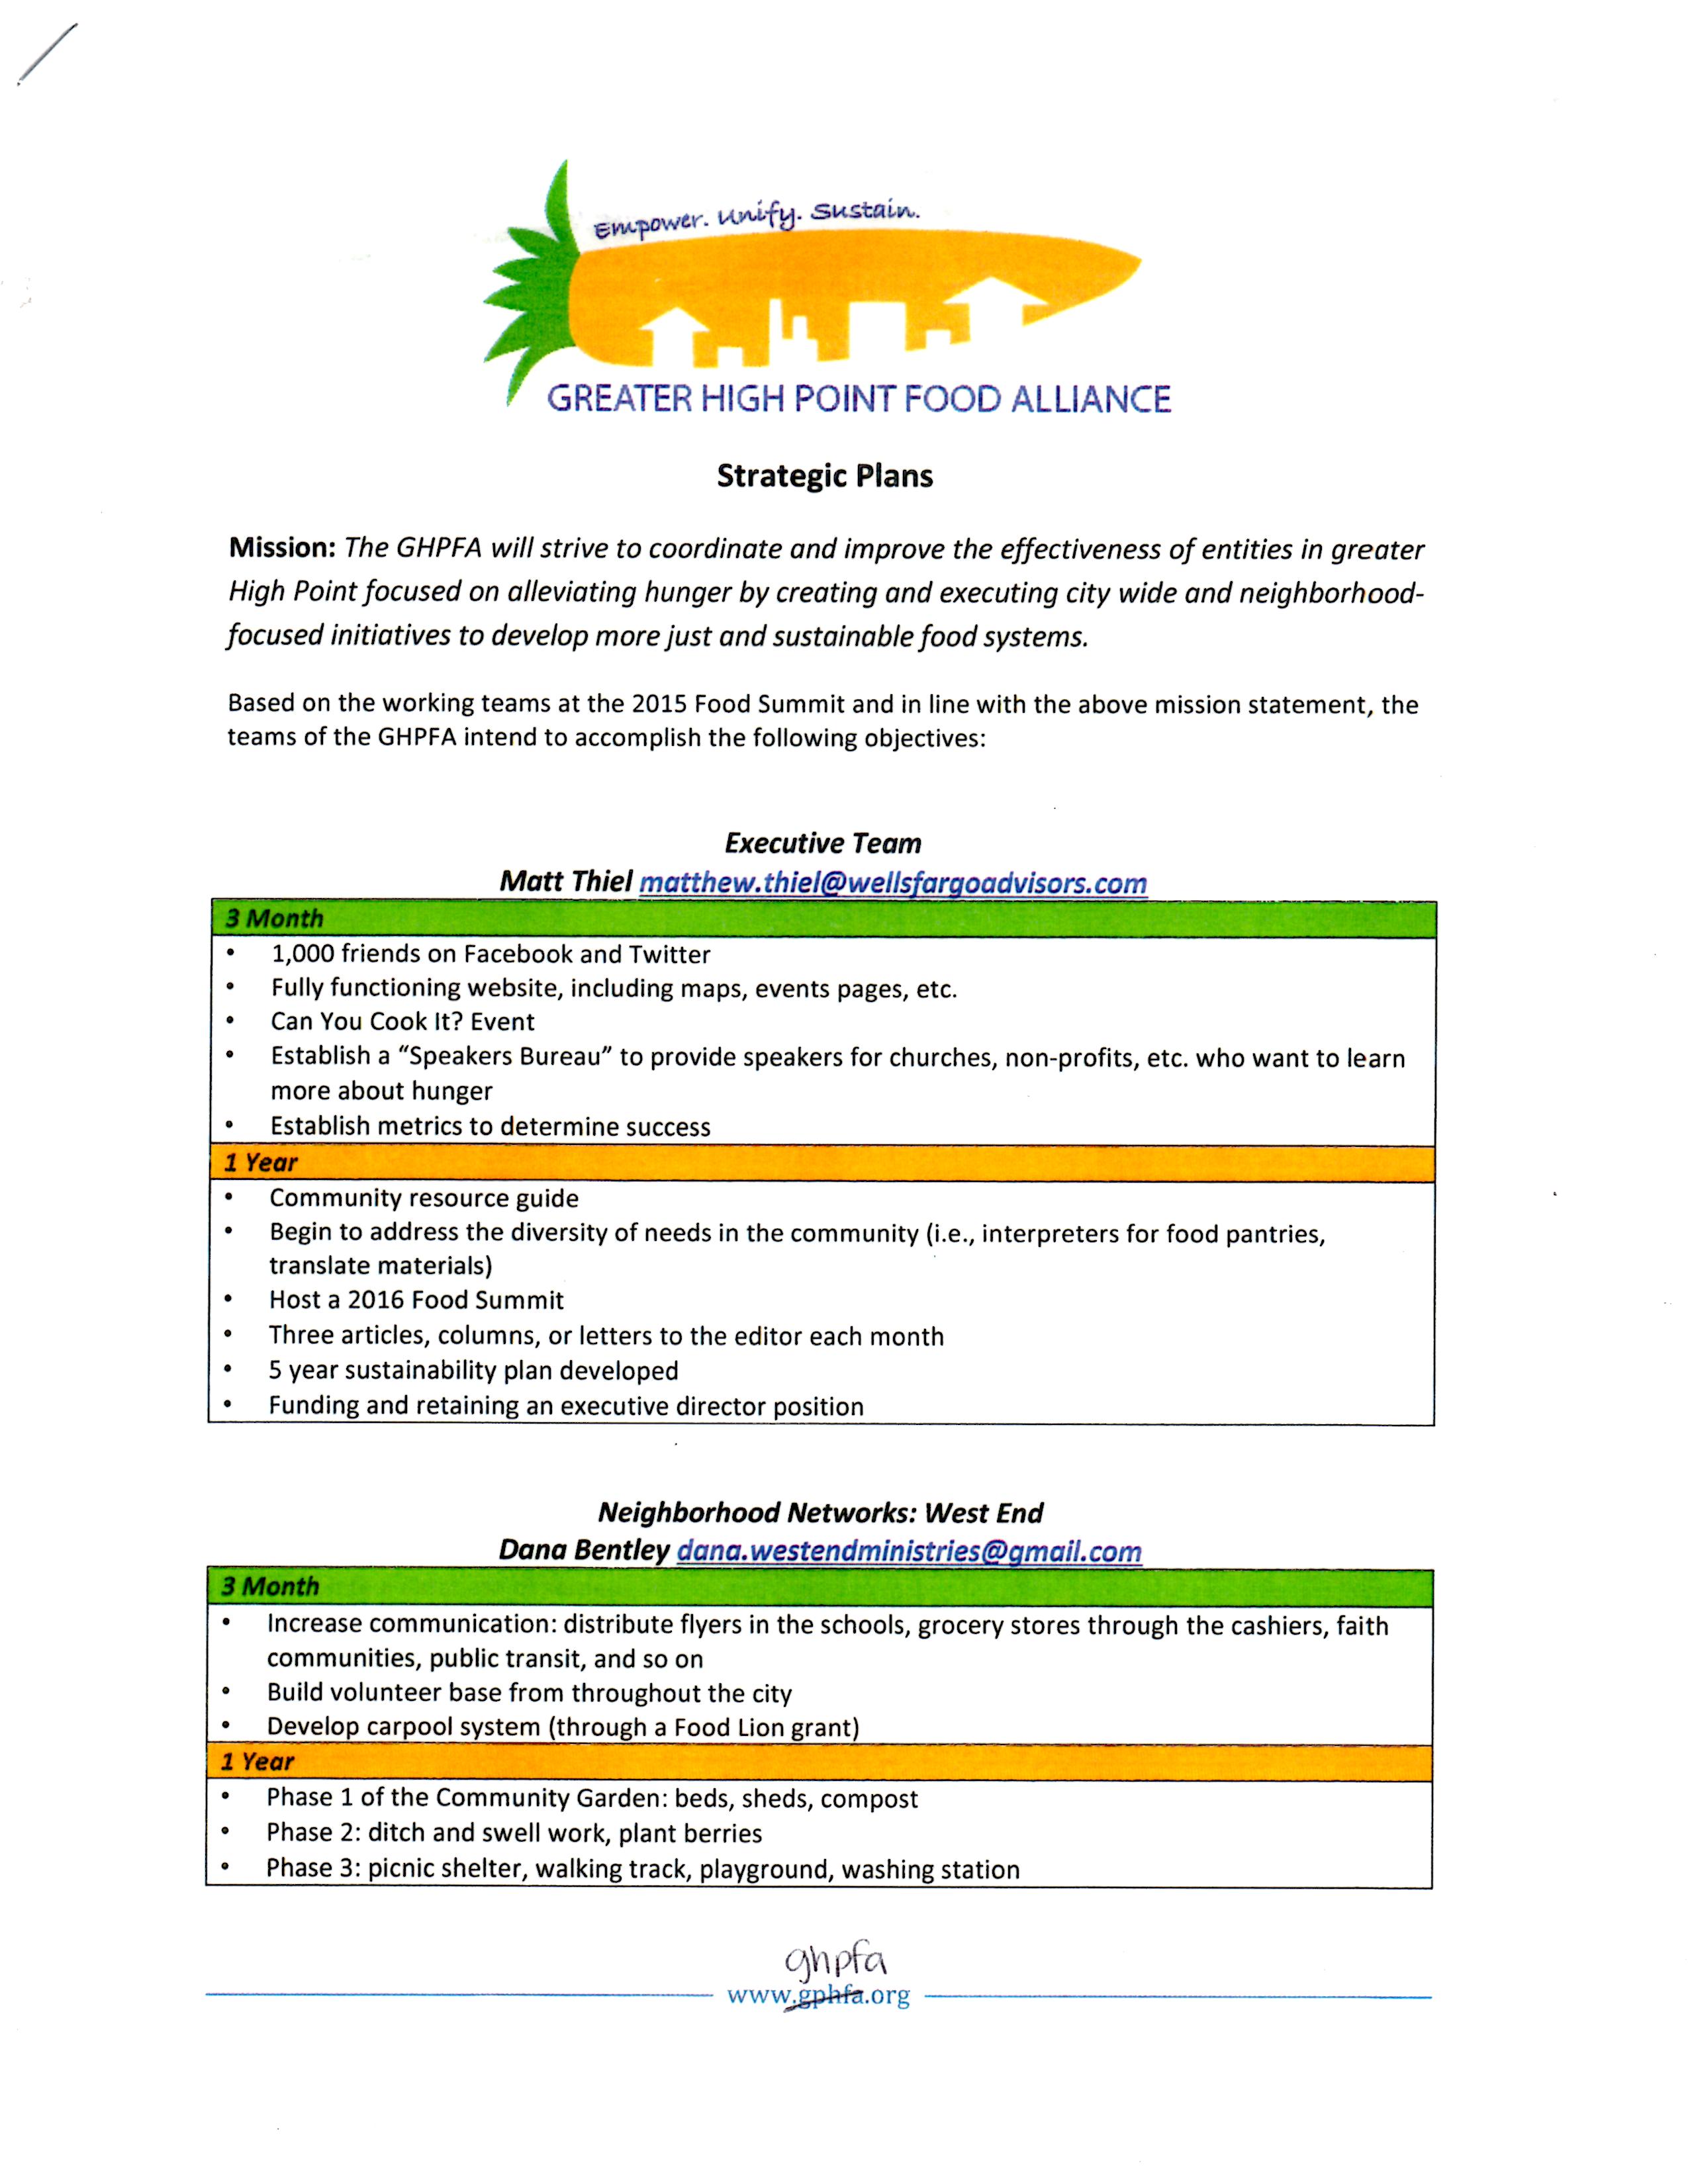 Empower. Unify. Sustain.
GREATER HIGH POINT FOOD ALLIANCE
Strategic Plans
Mission: The GHPFA will strive to coordinate and improve the effectiveness of entities in greater
High Point focused on alleviating hunger by creating and executing city wide and neighborhood-
focused initiatives to develop more just and sustainable food systems.
Based on the working teams at the 2015 Food Summit and in line with the above mission statement, the
teams of the GHPFA intend to accomplish the following objectives:
Executive Team
Matt Thiel matthew.thiel@wellsfargoadvisors.com
3 Month
• 1,000 friends on Facebook and Twitter
• Fully functioning website, including maps, events pages, etc.
• Can You Cook It? Event
• Establish a “Speakers Bureau” to provide speakers for churches, non-profits, etc. who want to learn
more about hunger
• Establish metrics to determine success
1 Year
• Community resource guide
• Begin to address the diversity of needs in the community (i.e., interpreters for food pantries,
translate materials)
• Host a 2016 Food Summit
• Three articles, columns, or letters to the editor each month
• 5 year sustainability plan developed
• Funding and retaining an executive director position
Neighborhood Networks: West End
Dana Bentley dana.westendministries@gmail.com
3 Month
• Increase communication: distribute flyers in the schools, grocery stores through the cashiers, faith
communities, public transit, and so on
• Build volunteer base from throughout the city
• Develop carpool system (through a Food Lion grant)
1 Year
• Phase 1 of the Community Garden: beds, sheds, compost
• Phase 2: ditch and swell work, plant berries
• Phase 3: picnic shelter, walking track, playground, washing station
ghpfa
www.gphfa.org